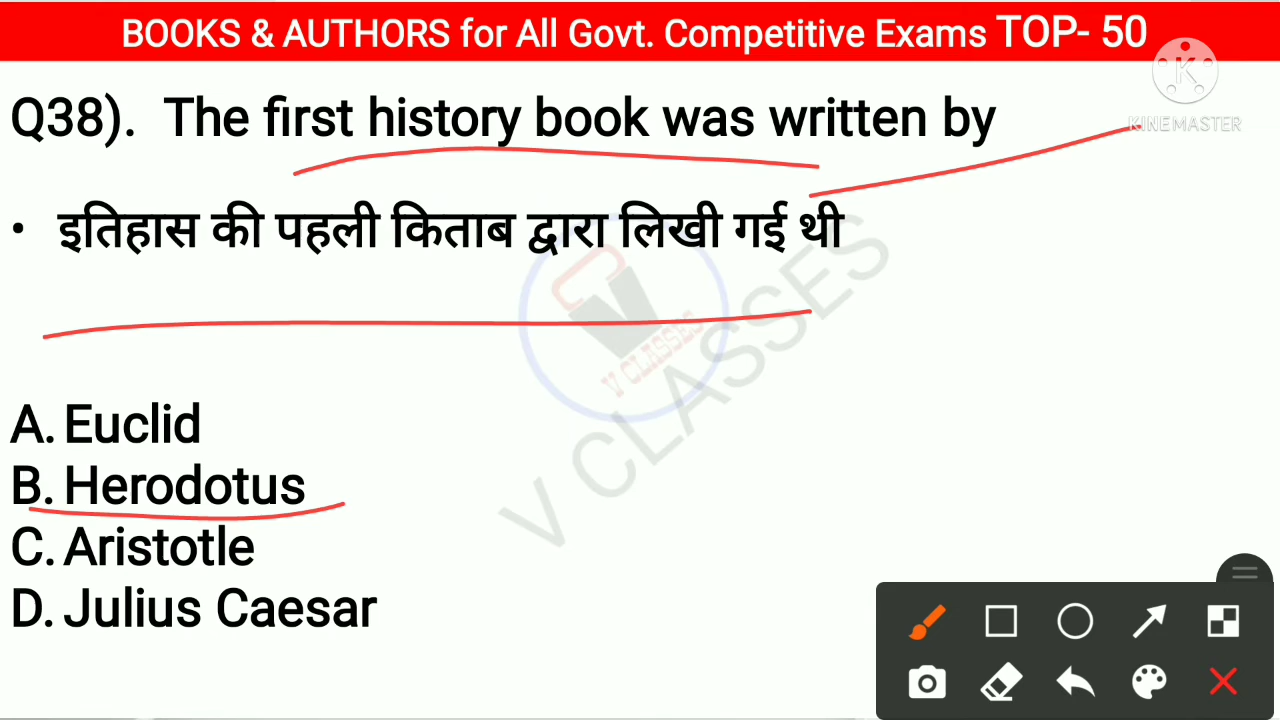 BOOKS & AUTHORS for All Govt. Competitive Exams TOP- 50
KINEMASTER
Q38). The first history book was written by
• इतिहास की पहली किताब द्वारा लिखी गई थी
V CLASSES
V CLASSES
A. Euclid
B. Herodotus
C. Aristotle
D. Julius Caesar